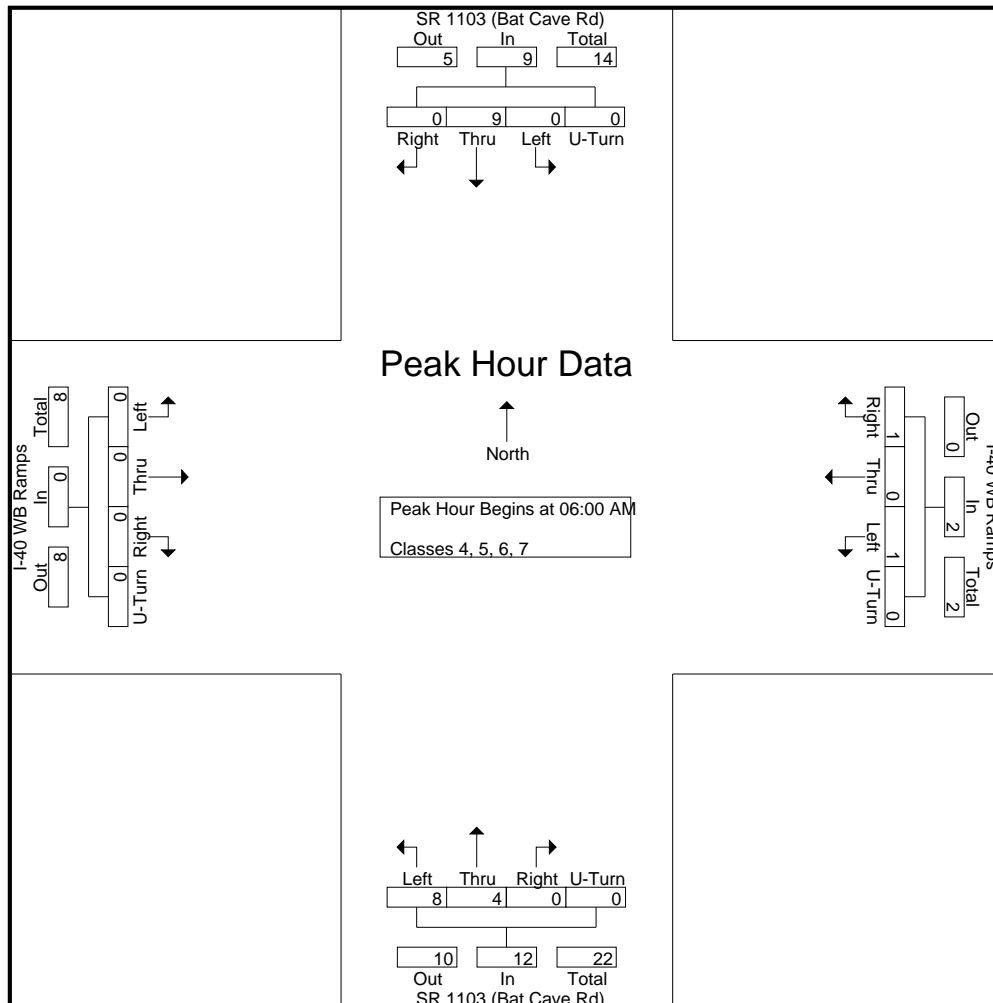 SR 1103 (Bat Cave Rd)
Out In Total
5 9 14
0 9 0 0
Right Thru Left U-Turn
Peak Hour Data
North
Peak Hour Begins at 06:00 AM
Classes 4, 5, 6, 7
I-40 WB Ramps
Out In Total
8 0 8
0 0 0 0
U-Turn Right Thru Left
I-40 WB Ramps
Out In Total
0 2 2
1 0 1 0
Right Thru Left U-Turn
Left Thru Right U-Turn
8 4 0 0
10 12 22
Out In Total
SR 1103 (Bat Cave Rd)